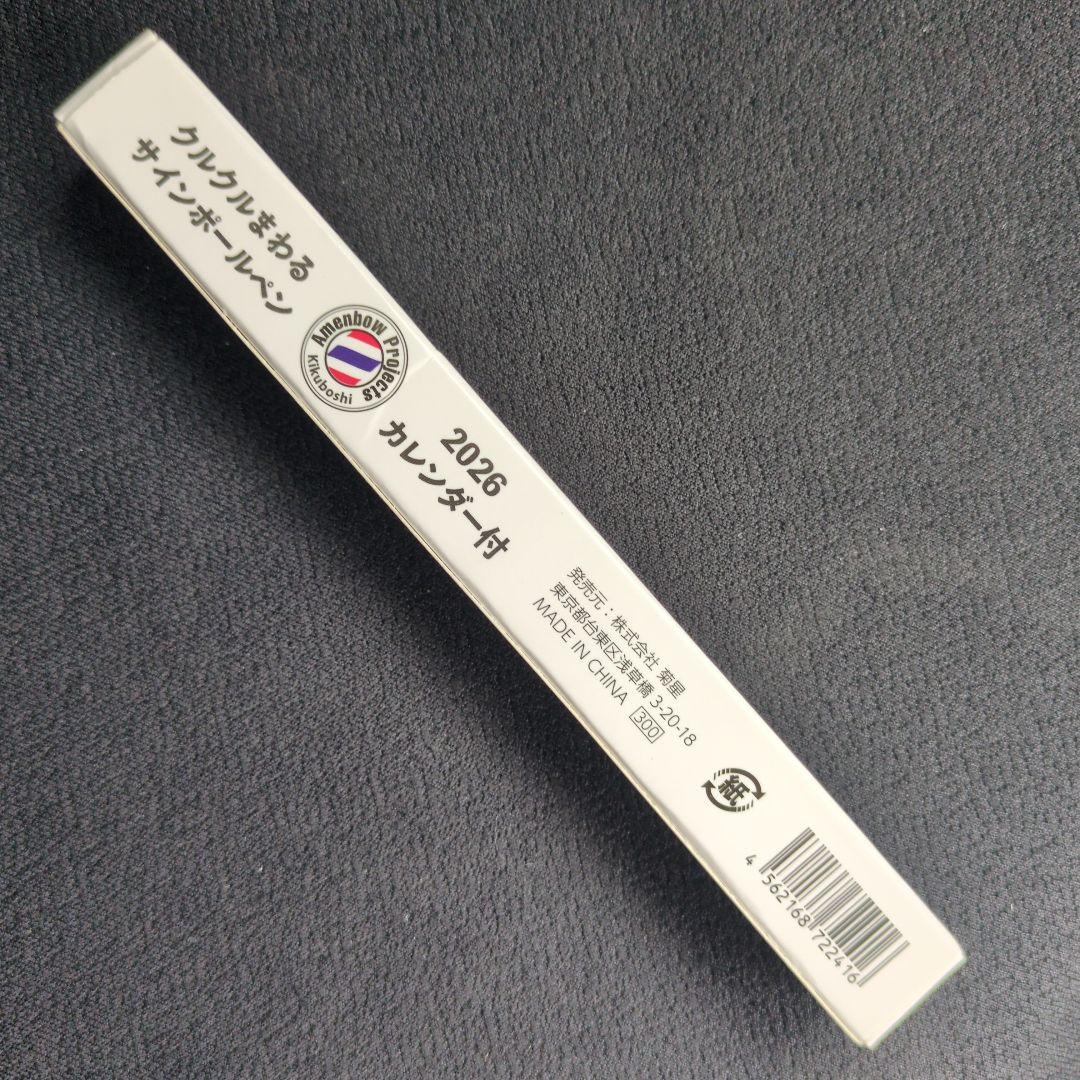 クルクルまわる
サインポールペン
Amenbow Projects
Kikuboshi
2026
カレンダー付
発売元：株式会社 菊星
東京都台東区浅草橋 3-20-18
MADE IN CHINA 300
紙
4 562168 722416